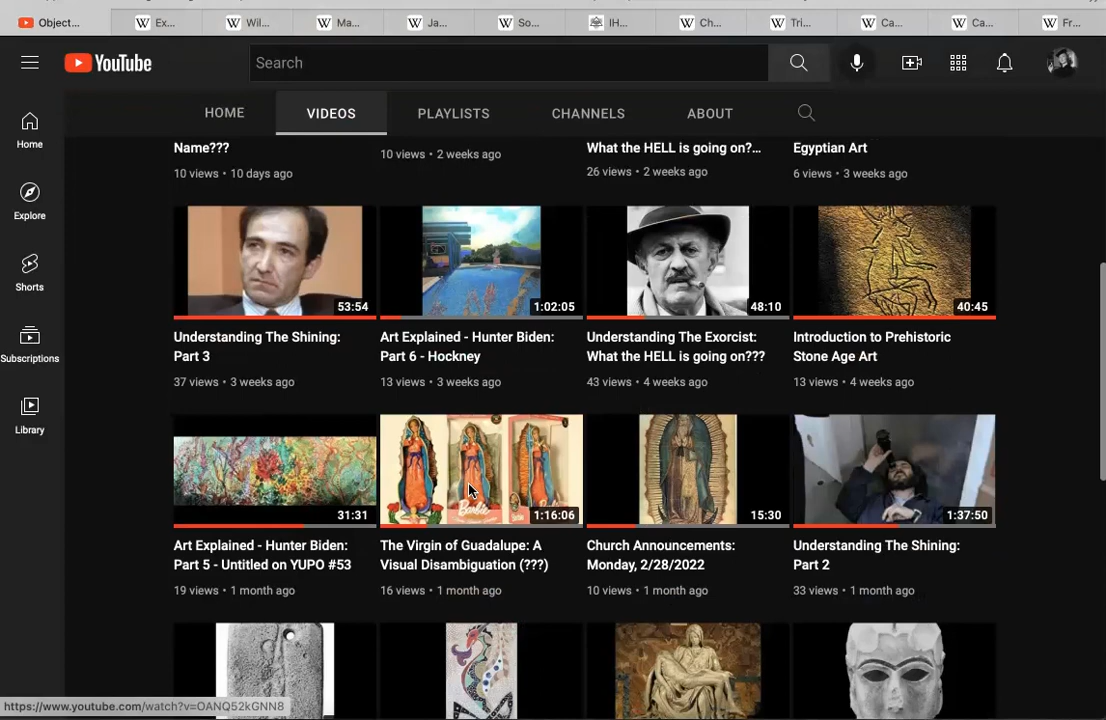 Object...
Ex...
Wil...
Ma...
Ja...
So...
IH...
Ch...
Tri...
Ca...
Ca...
Fr...
YouTube
Search
HOME
VIDEOS
PLAYLISTS
CHANNELS
ABOUT
Home
Explore
Shorts
Subscriptions
Library
Name???
10 views • 10 days ago
10 views • 2 weeks ago
What the HELL is going on?...
26 views • 2 weeks ago
Egyptian Art
6 views • 3 weeks ago
53:54
1:02:05
48:10
40:45
Understanding The Shining:
Part 3
37 views • 3 weeks ago
Art Explained - Hunter Biden:
Part 6 - Hockney
13 views • 3 weeks ago
Understanding The Exorcist:
What the HELL is going on???
43 views • 4 weeks ago
Introduction to Prehistoric
Stone Age Art
13 views • 4 weeks ago
31:31
Barbie
1:16:06
15:30
1:37:50
Art Explained - Hunter Biden:
Part 5 - Untitled on YUPO #53
19 views • 1 month ago
The Virgin of Guadalupe: A
Visual Disambiguation (???)
16 views • 1 month ago
Church Announcements:
Monday, 2/28/2022
10 views • 1 month ago
Understanding The Shining:
Part 2
33 views • 1 month ago
https://www.youtube.com/watch?v=OANQ52kGNN8